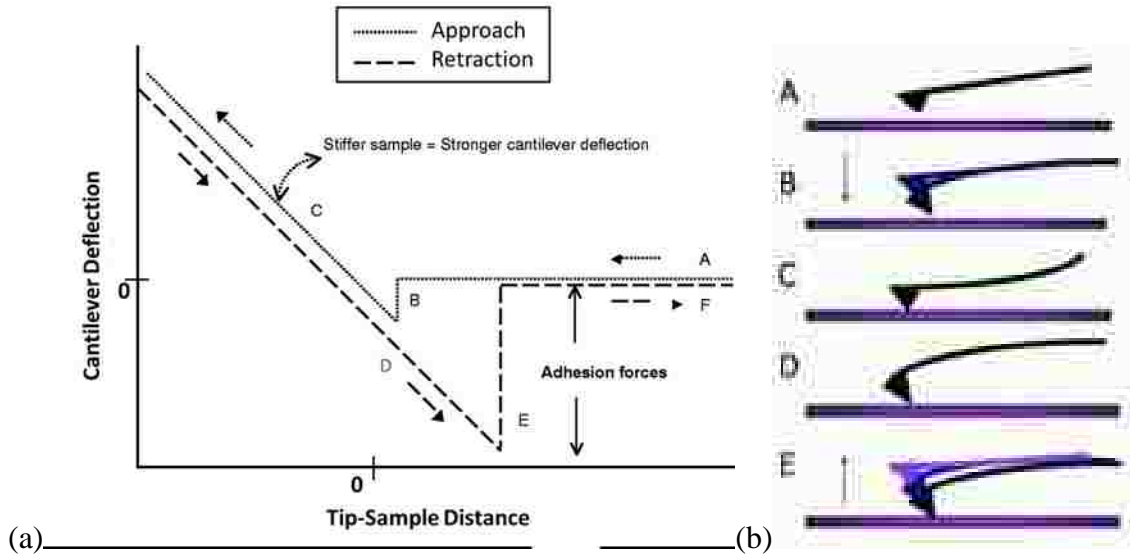 Approach
Retraction
Stiffer sample = Stronger cantilever deflection
C
A
0
B
F
D
Adhesion forces
E
Cantilever Deflection
0
Tip-Sample Distance
(a)
A
B
C
D
E
(b)